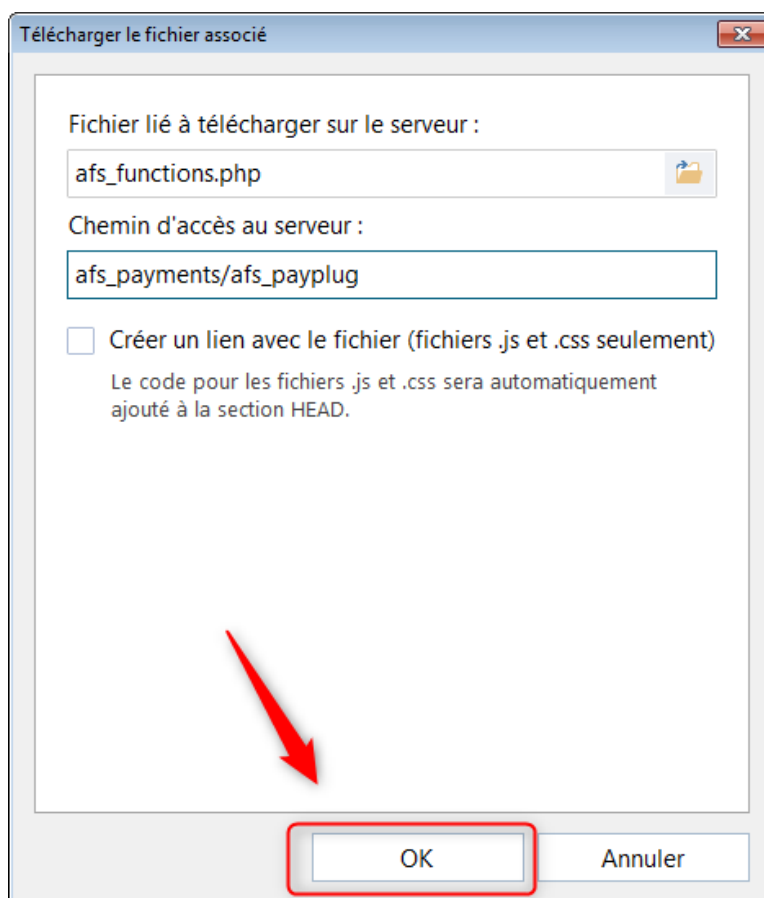 Télécharger le fichier associé
Fichier lié à télécharger sur le serveur :
afs_functions.php
Chemin d'accès au serveur :
afs_payments/afs_payplug
Créer un lien avec le fichier (fichiers .js et .css seulement)
Le code pour les fichiers .js et .css sera automatiquement
ajouté à la section HEAD.
OK
Annuler